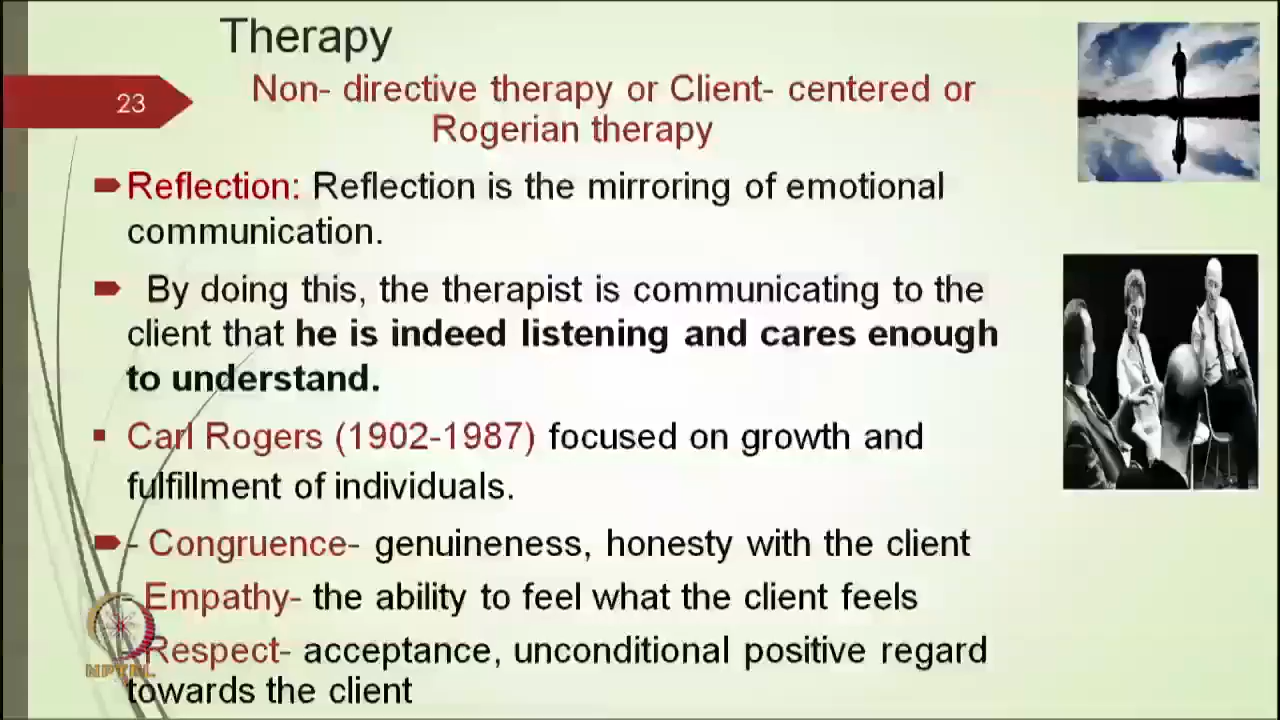 Therapy
23
Non- directive therapy or Client- centered or
Rogerian therapy
Reflection: Reflection is the mirroring of emotional
communication.
By doing this, the therapist is communicating to the
client that he is indeed listening and cares enough
to understand.
Carl Rogers (1902-1987) focused on growth and
fulfillment of individuals.
- Congruence- genuineness, honesty with the client
- Empathy- the ability to feel what the client feels
Respect- acceptance, unconditional positive regard
towards the client
NPTEL